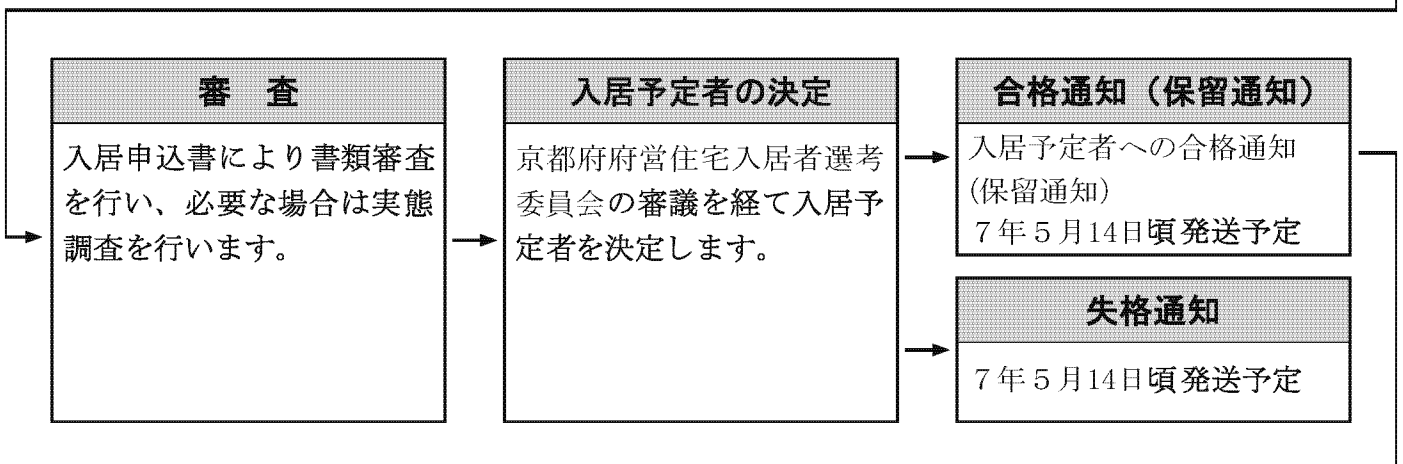 審　査
入居申込書により書類審査
を行い、必要な場合は実態
調査を行います。
入居予定者の決定
京都府府営住宅入居者選考
委員会の審議を経て入居予
定者を決定します。
合格通知（保留通知）
入居予定者への合格通知
(保留通知)
７年５月14日頃発送予定
失格通知
７年５月14日頃発送予定